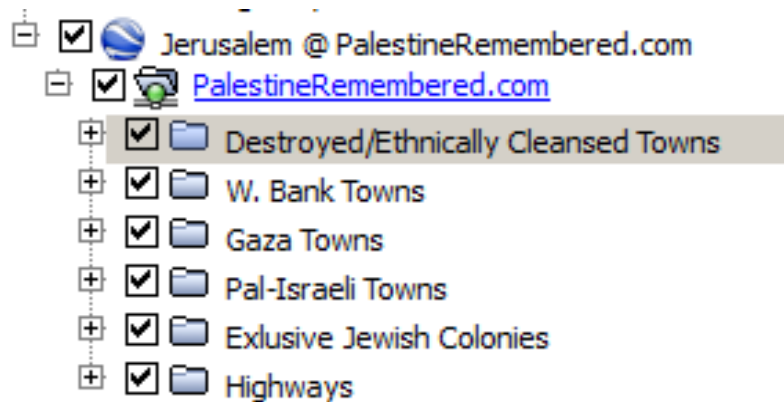 Jerusalem @ PalestineRemembered.com
PalestineRemembered.com
Destroyed/Ethnically Cleansed Towns
W. Bank Towns
Gaza Towns
Pal-Israeli Towns
Exlusive Jewish Colonies
Highways